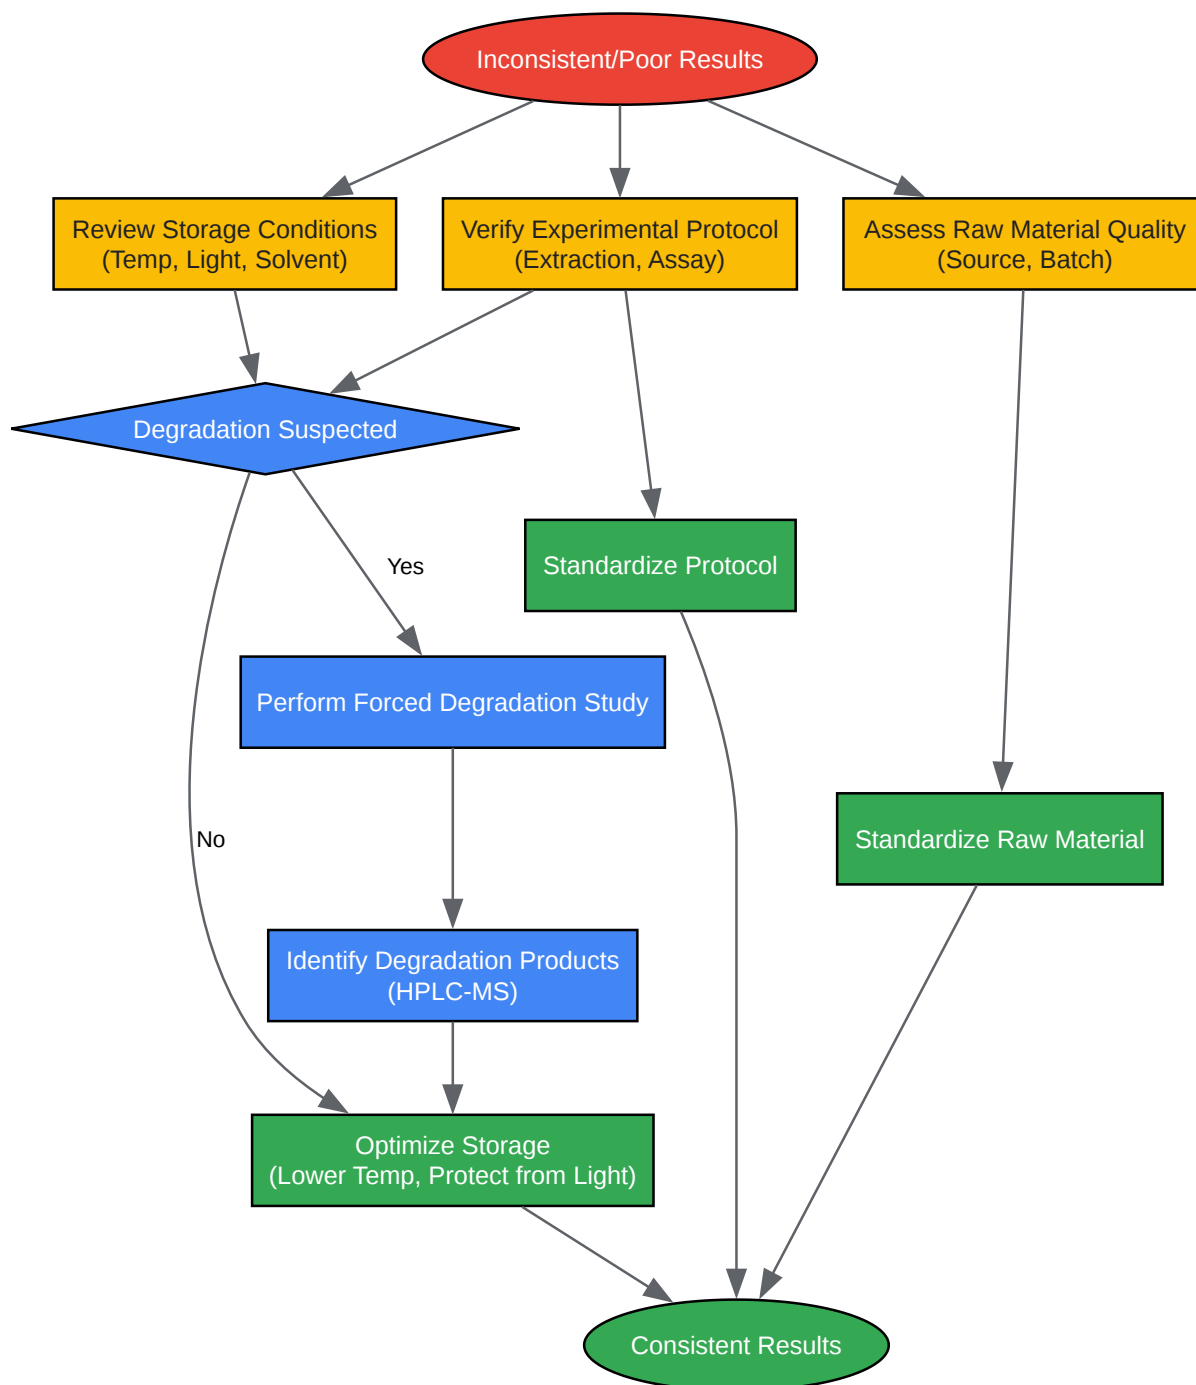 Inconsistent/Poor Results
Review Storage Conditions
(Temp, Light, Solvent)
Verify Experimental Protocol
(Extraction, Assay)
Assess Raw Material Quality
(Source, Batch)
Degradation Suspected
Yes
Standardize Protocol
Perform Forced Degradation Study
No
Standardize Raw Material
Identify Degradation Products
(HPLC-MS)
Optimize Storage
(Lower Temp, Protect from Light)
Consistent Results